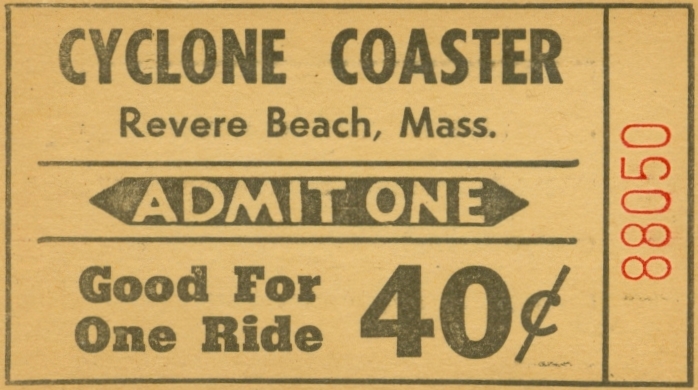 CYCLONE COASTER
Revere Beach, Mass.
ADMIT ONE
Good For
One Ride
40¢
88050